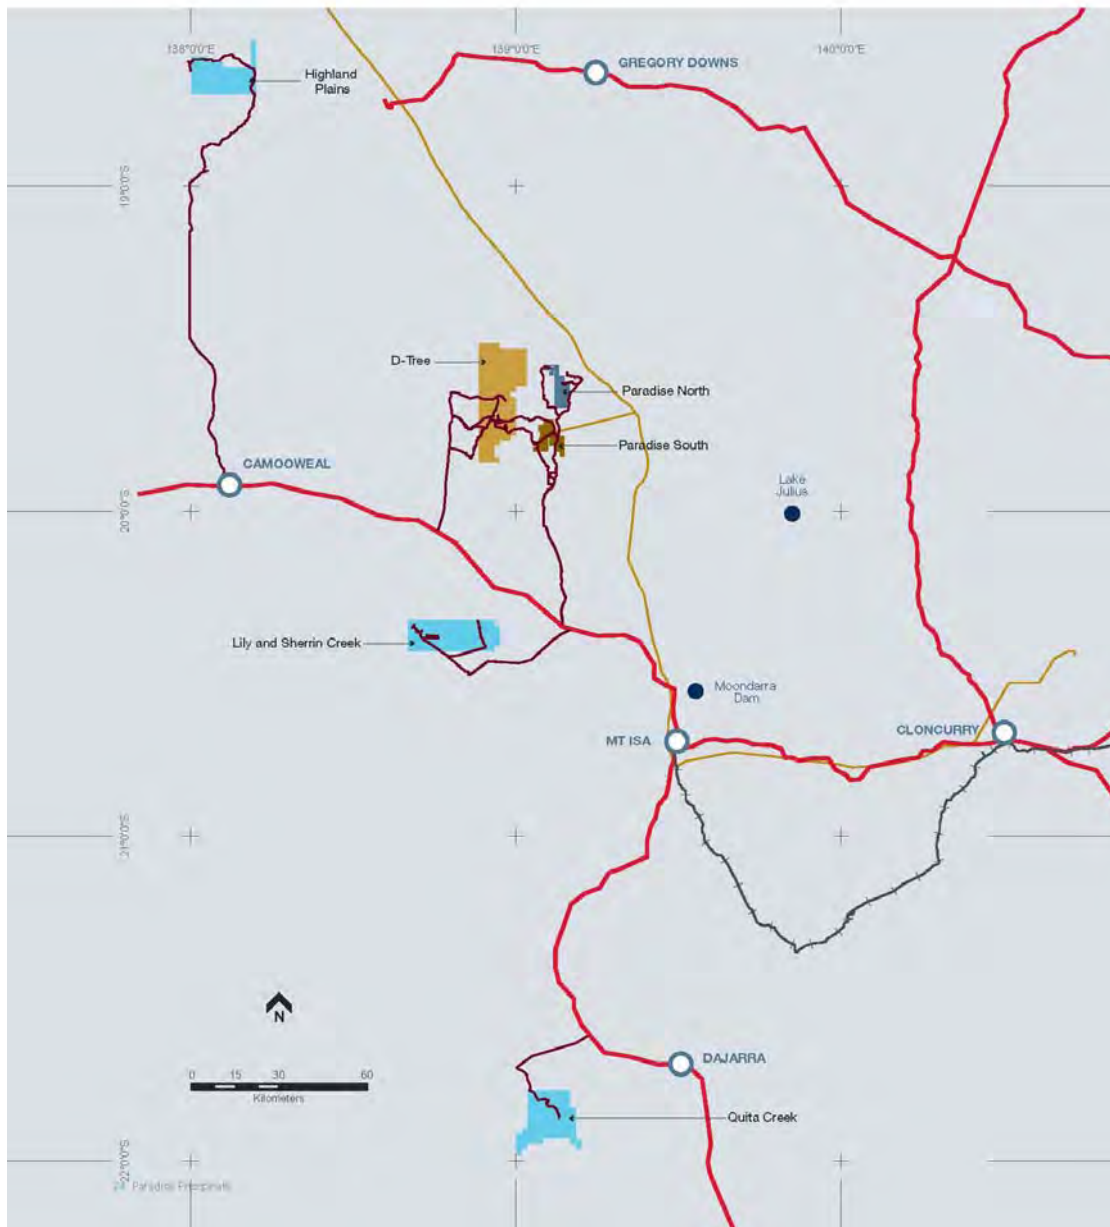 138°0'0"E
139°0'0"E
140°0'0"E
GREGORY DOWNS
Highland
Plains
19°0'0"S
D-Tree
Paradise North
Paradise South
CAMOOWEAL
Lake
Julius
20°0'0"S
Lily and Sherrin Creek
Moondarra
Dam
MT ISA
CLONCURRY
21°0'0"S
N
DAJARRA
0 15 30 60
Kilometers
Quita Creek
22°0'0"S
Paradise